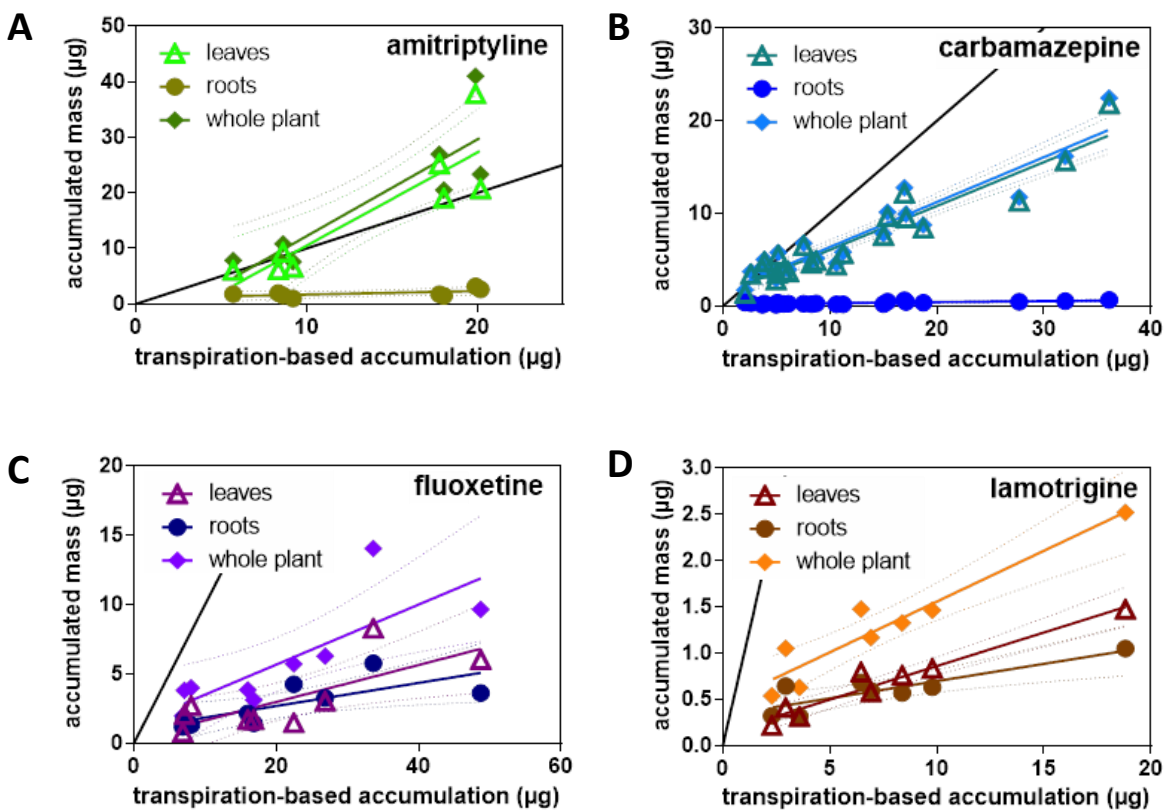 A
amitriptyline
leaves
roots
whole plant
accumulated mass (µg)
50
40
30
20
10
0
0 10 20
transpiration-based accumulation (µg)
B
carbamazepine
leaves
roots
whole plant
accumulated mass (µg)
30
20
10
0
0 10 20 30 40
transpiration-based accumulation (µg)
C
fluoxetine
leaves
roots
whole plant
accumulated mass (µg)
20
15
10
5
0
0 20 40 60
transpiration-based accumulation (µg)
D
lamotrigine
leaves
roots
whole plant
accumulated mass (µg)
3.0
2.5
2.0
1.5
1.0
0.5
0.0
0 5 10 15 20
transpiration-based accumulation (µg)